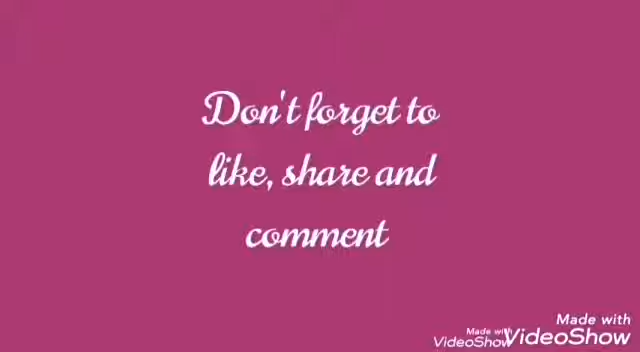 Don't forget to
like, share and
comment
Made with
VideoShow
Made with
VideoShow